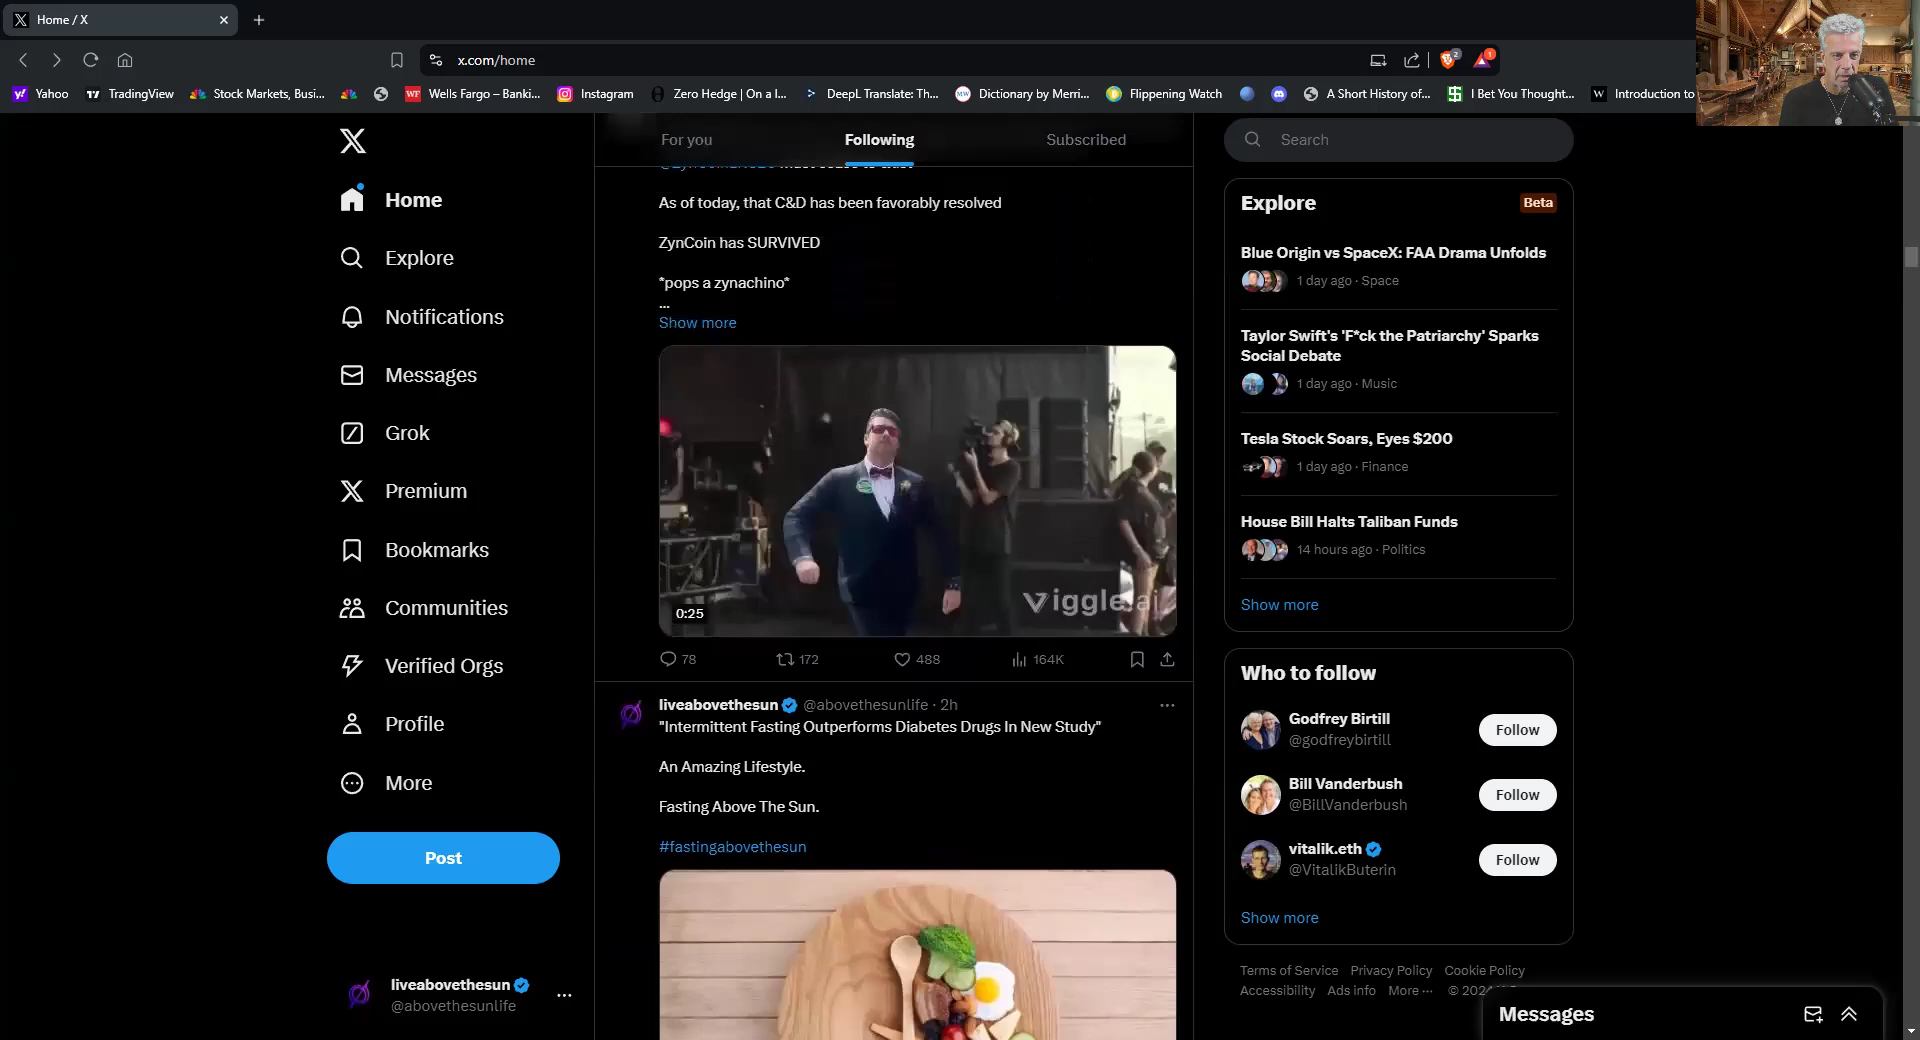 Home / X
x.com/home
2
1
Yahoo
TradingView
Stock Markets, Busi...
WF
Wells Fargo – Banki...
Instagram
Zero Hedge | On a l...
DeepL Translate: Th...
MW
Dictionary by Merri...
Flippening Watch
A Short History of...
I Bet You Thought...
W
Introduction to
For you
Following
Subscribed
Search
Home
Explore
Notifications
Messages
Grok
Premium
Bookmarks
Communities
Verified Orgs
Profile
More
Post
liveabovethesun
@abovethesunlife
As of today, that C&D has been favorably resolved
ZynCoin has SURVIVED
*pops a zynachino*
...
Show more
Viggle.ai
0:25
78
172
488
164K
liveabovethesun @abovethesunlife · 2h
"Intermittent Fasting Outperforms Diabetes Drugs In New Study"
An Amazing Lifestyle.
Fasting Above The Sun.
#fastingabovethesun
Explore
Beta
Blue Origin vs SpaceX: FAA Drama Unfolds
1 day ago · Space
Taylor Swift's 'F*ck the Patriarchy' Sparks
Social Debate
1 day ago · Music
Tesla Stock Soars, Eyes $200
1 day ago · Finance
House Bill Halts Taliban Funds
14 hours ago · Politics
Show more
Who to follow
Godfrey Birtill
@godfreybirtill
Follow
Bill Vanderbush
@BillVanderbush
Follow
vitalik.eth
@VitalikButerin
Follow
Show more
Terms of Service Privacy Policy Cookie Policy
Accessibility Ads info More ··· © 2024
Messages